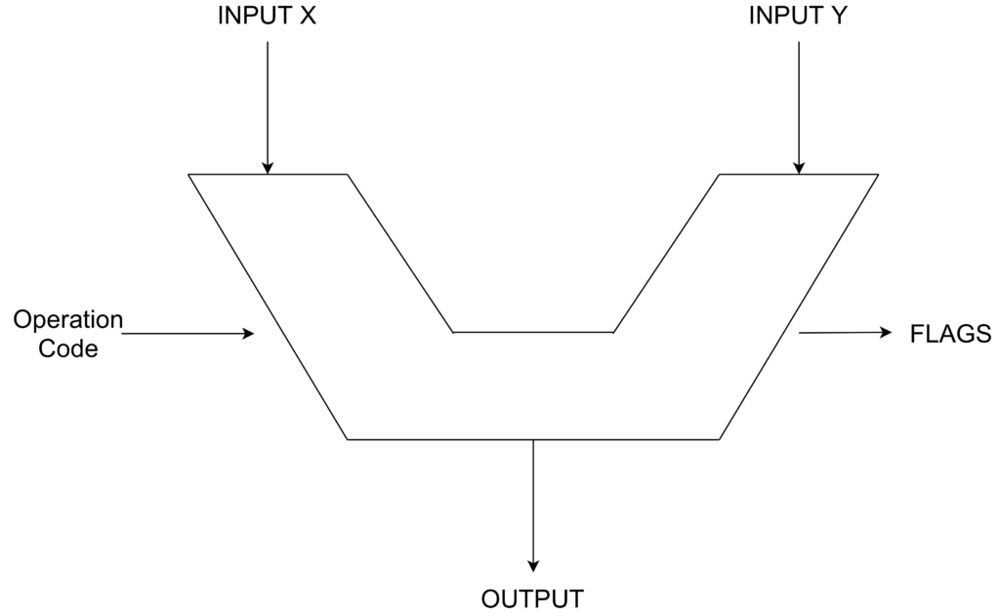 INPUT X
INPUT Y
Operation
Code
FLAGS
OUTPUT